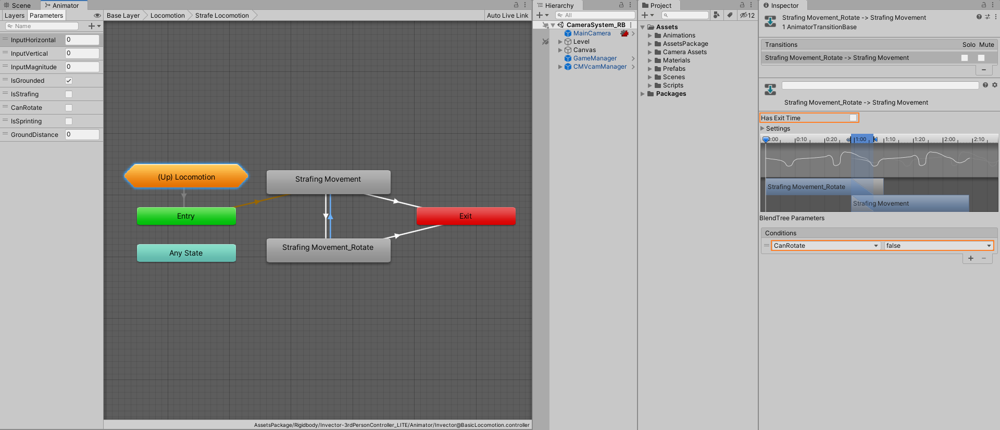 Scene
Animator
Layers
Parameters
Name
InputHorizontal 0
InputVertical 0
InputMagnitude 0
IsGrounded
IsStrafing
CanRotate
IsSprinting
GroundDistance 0
Base Layer
Locomotion
Strafe Locomotion
Auto Live Link
(Up) Locomotion
Entry
Any State
Strafing Movement
Strafing Movement_Rotate
Exit
AssetsPackage/Rigidbody/Invector-3rdPersonController_LITE/Animator/Invector@BasicLocomotion.controller
Hierarchy
All
CameraSystem_RB
MainCamera
Level
Canvas
GameManager
CMVcamManager
Project
12
Assets
Animations
AssetsPackage
Camera Assets
Materials
Prefabs
Scenes
Scripts
Packages
Inspector
Strafing Movement_Rotate -> Strafing Movement
1 AnimatorTransitionBase
Transitions Solo Mute
Strafing Movement_Rotate -> Strafing Movement
Strafing Movement_Rotate -> Strafing Movement
Has Exit Time
Settings
:00 0:10 0:20 1:00 1:10 1:20 2:00 2:10
Strafing Movement_Rotate
Strafing Movement
BlendTree Parameters
Conditions
CanRotate false